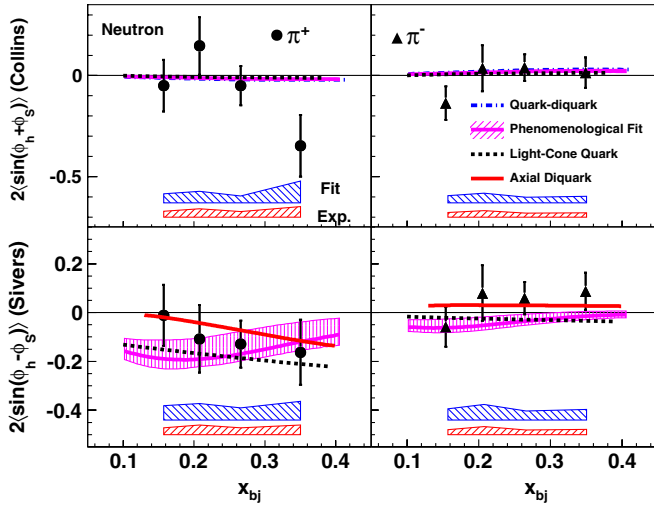 Neutron
π+
π-
2⟨sin(ϕh+ϕS)⟩ (Collins)
0
-0.5
Quark-diquark
Phenomenological Fit
Light-Cone Quark
Axial Diquark
Fit
Exp.
2⟨sin(ϕh-ϕS)⟩ (Sivers)
0.2
0
-0.2
-0.4
0.1 0.2 0.3 0.4 0.1 0.2 0.3 0.4
xbj xbj